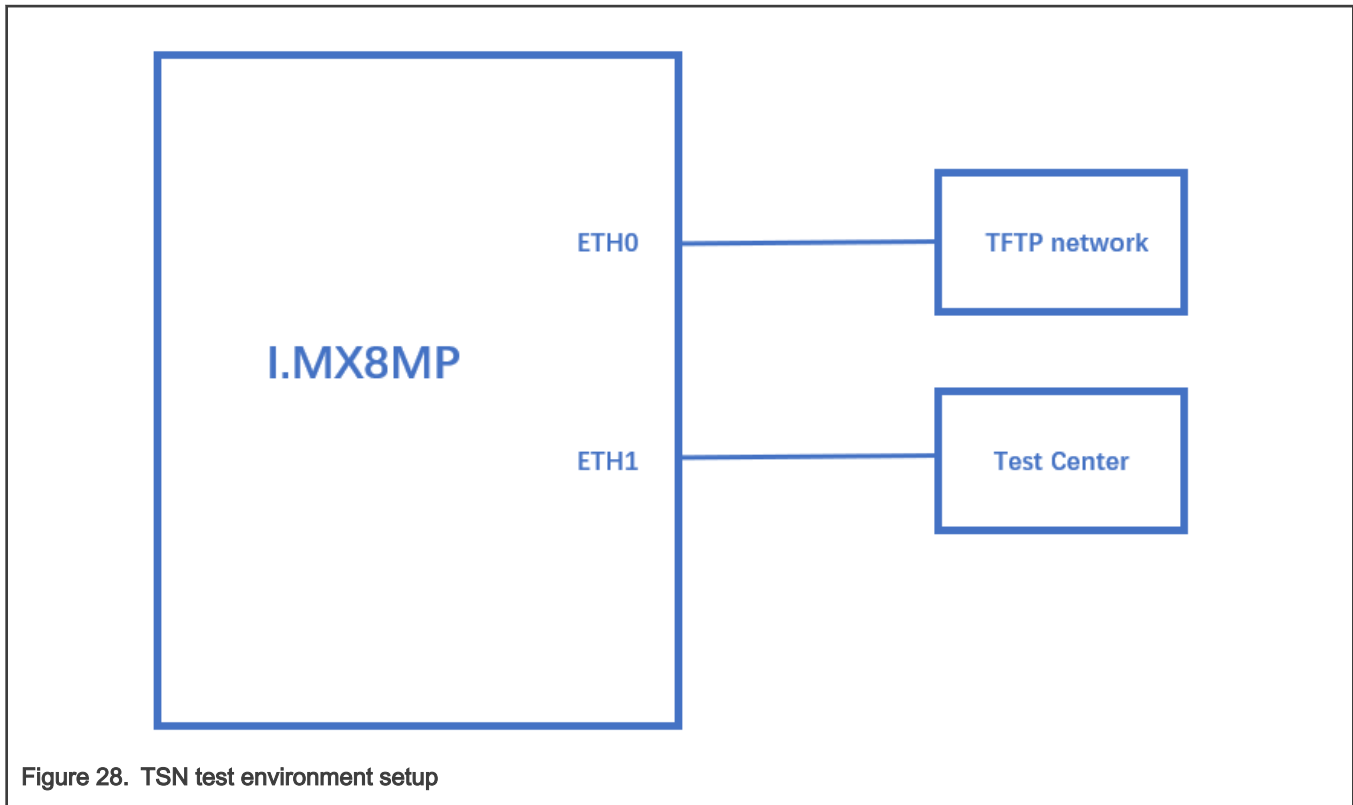 ETH0
TFTP network
I.MX8MP
ETH1
Test Center
Figure 28. TSN test environment setup